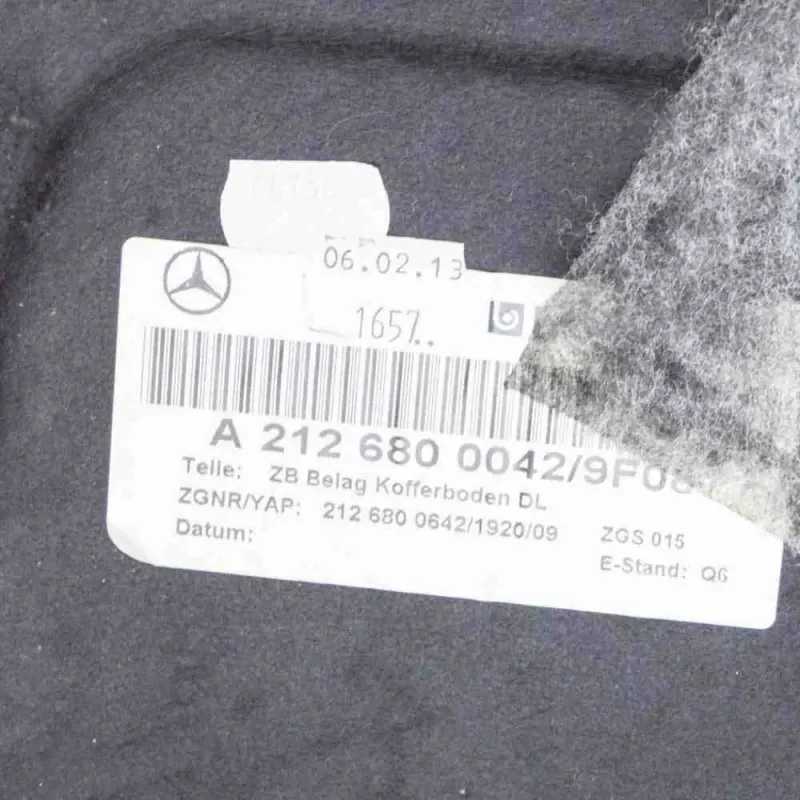 06.02.13
1657..
A 212 680 0042/9F08
Teile: ZB Belag Kofferboden DL
ZGNR/YAP: 212 680 0642/1920/09 ZGS 015
Datum: E-Stand: Q6